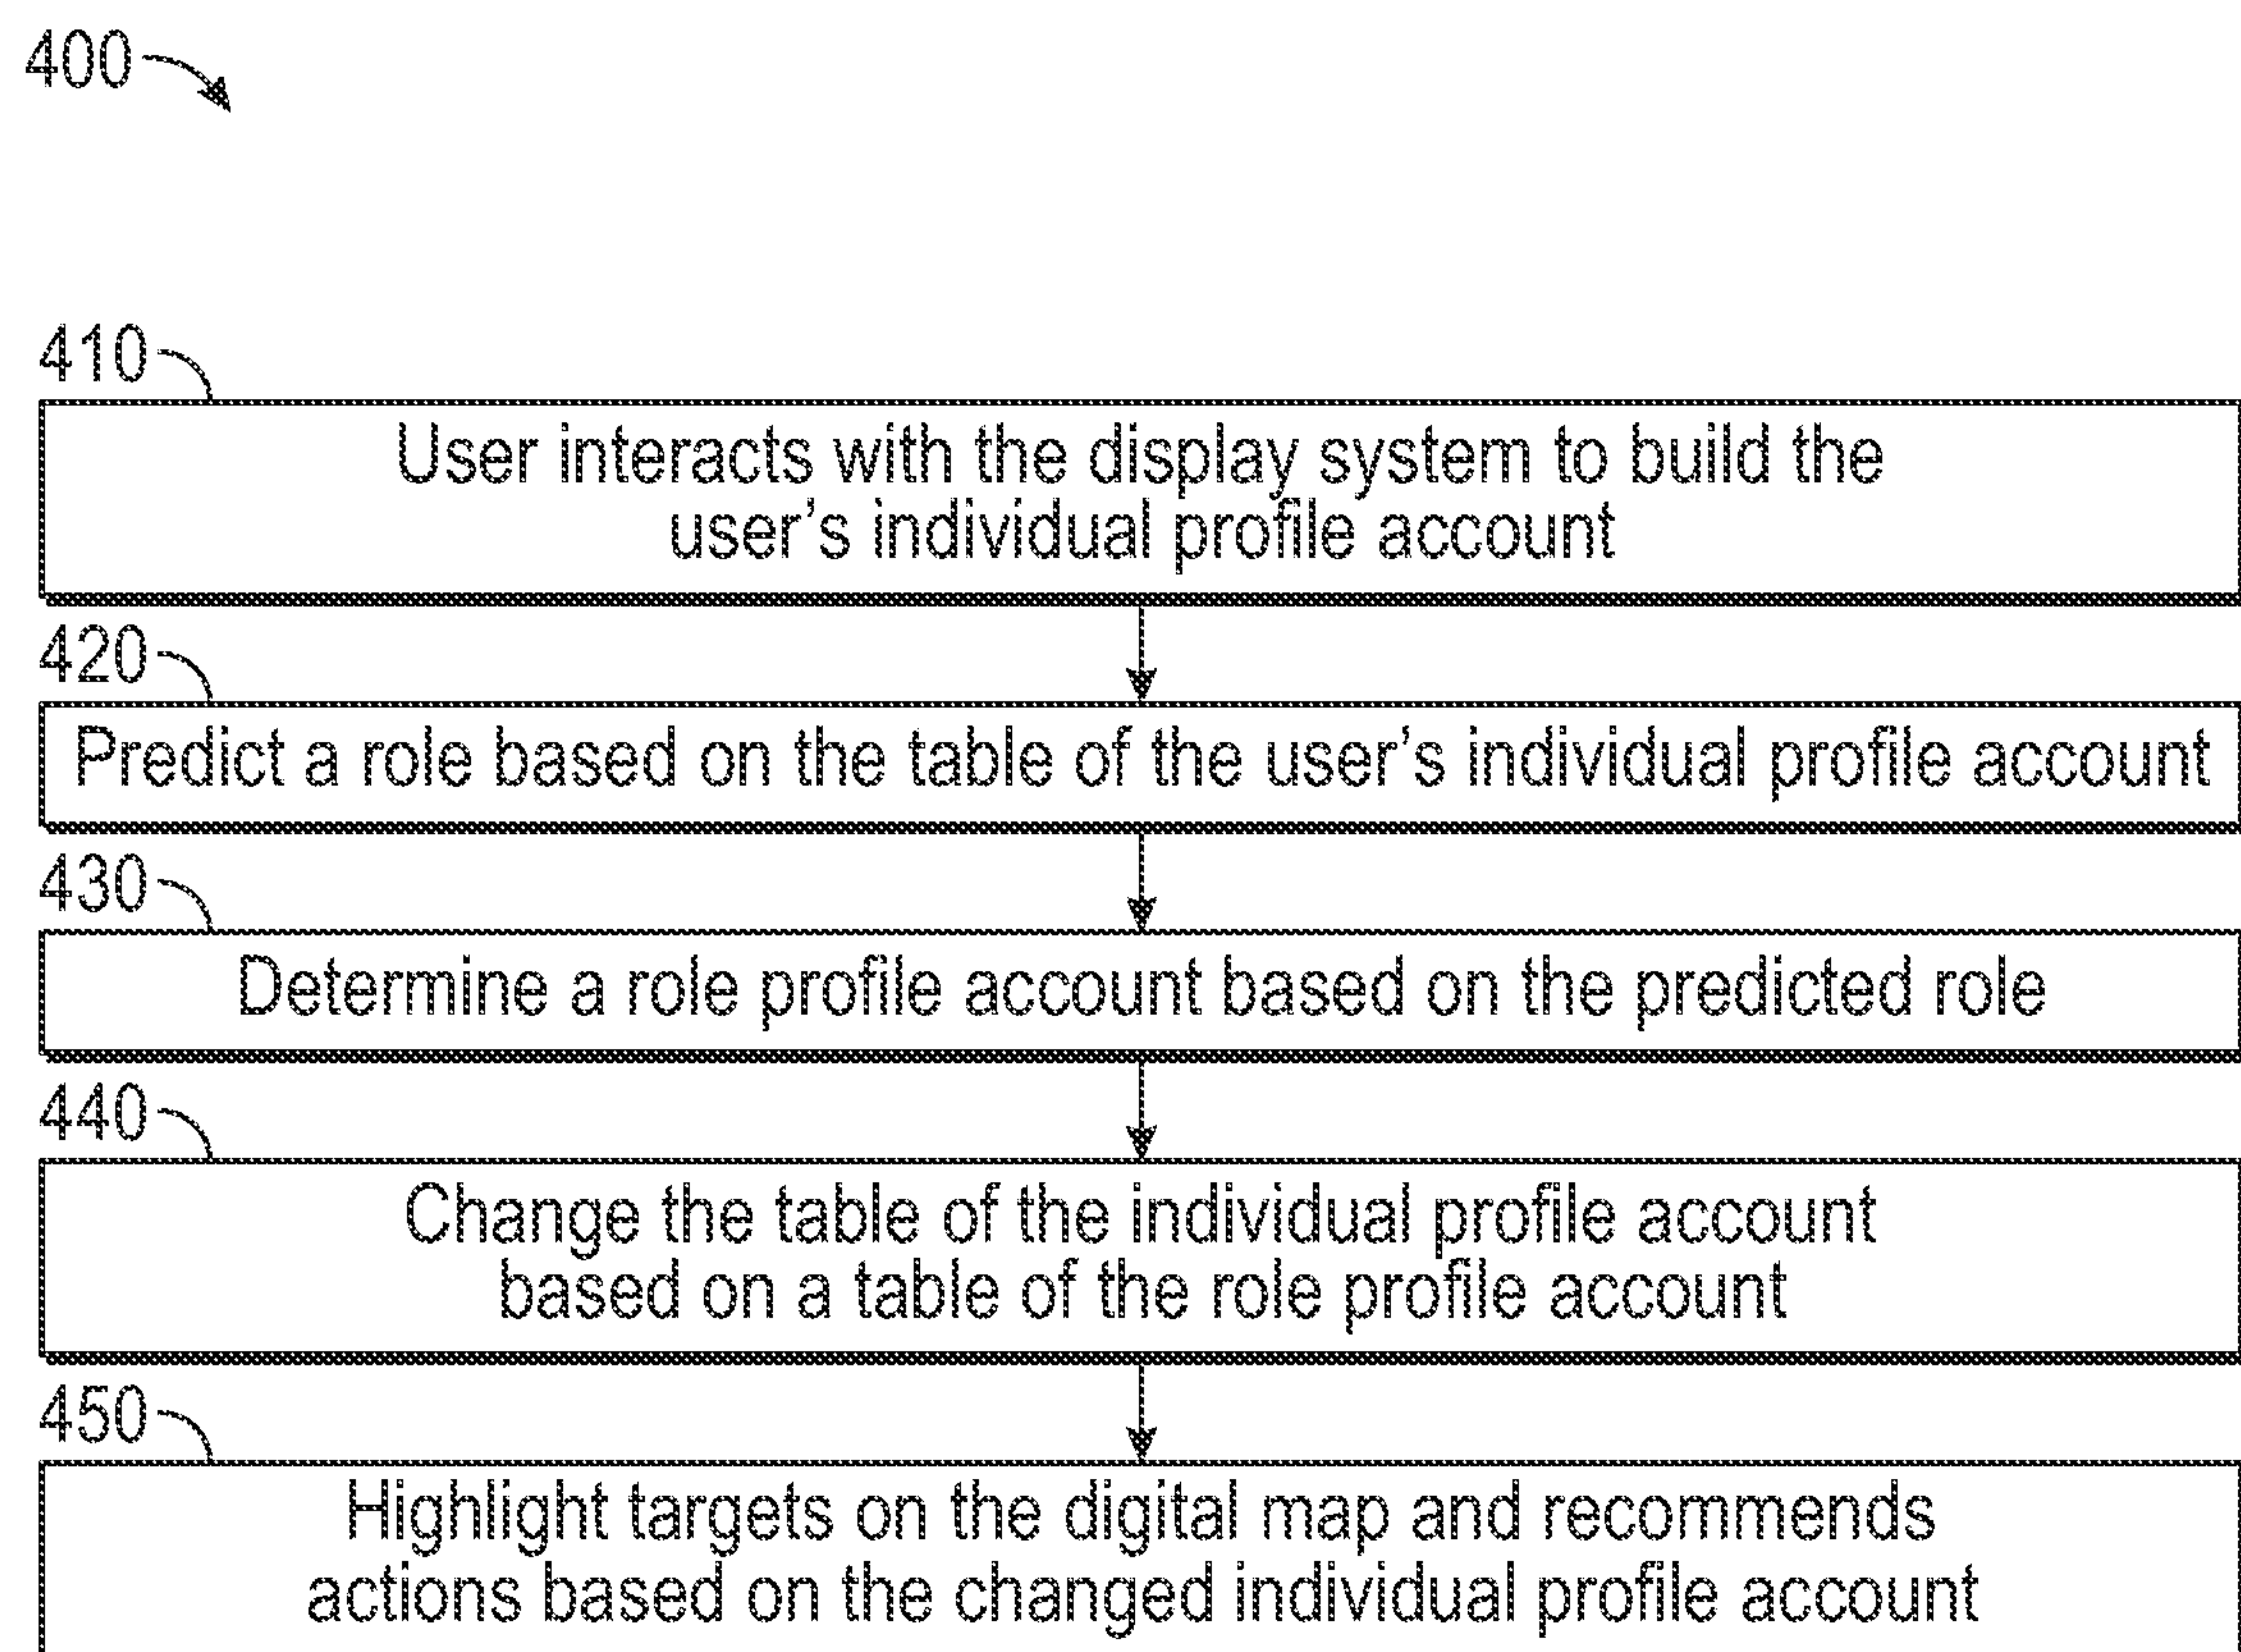 400
410
User interacts with the display system to build the
user's individual profile account
420
Predict a role based on the table of the user's individual profile account
430
Determine a role profile account based on the predicted role
440
Change the table of the individual profile account
based on a table of the role profile account
450
Highlight targets on the digital map and recommends
actions based on the changed individual profile account